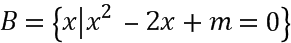 B = {x|x² – 2x + m = 0}